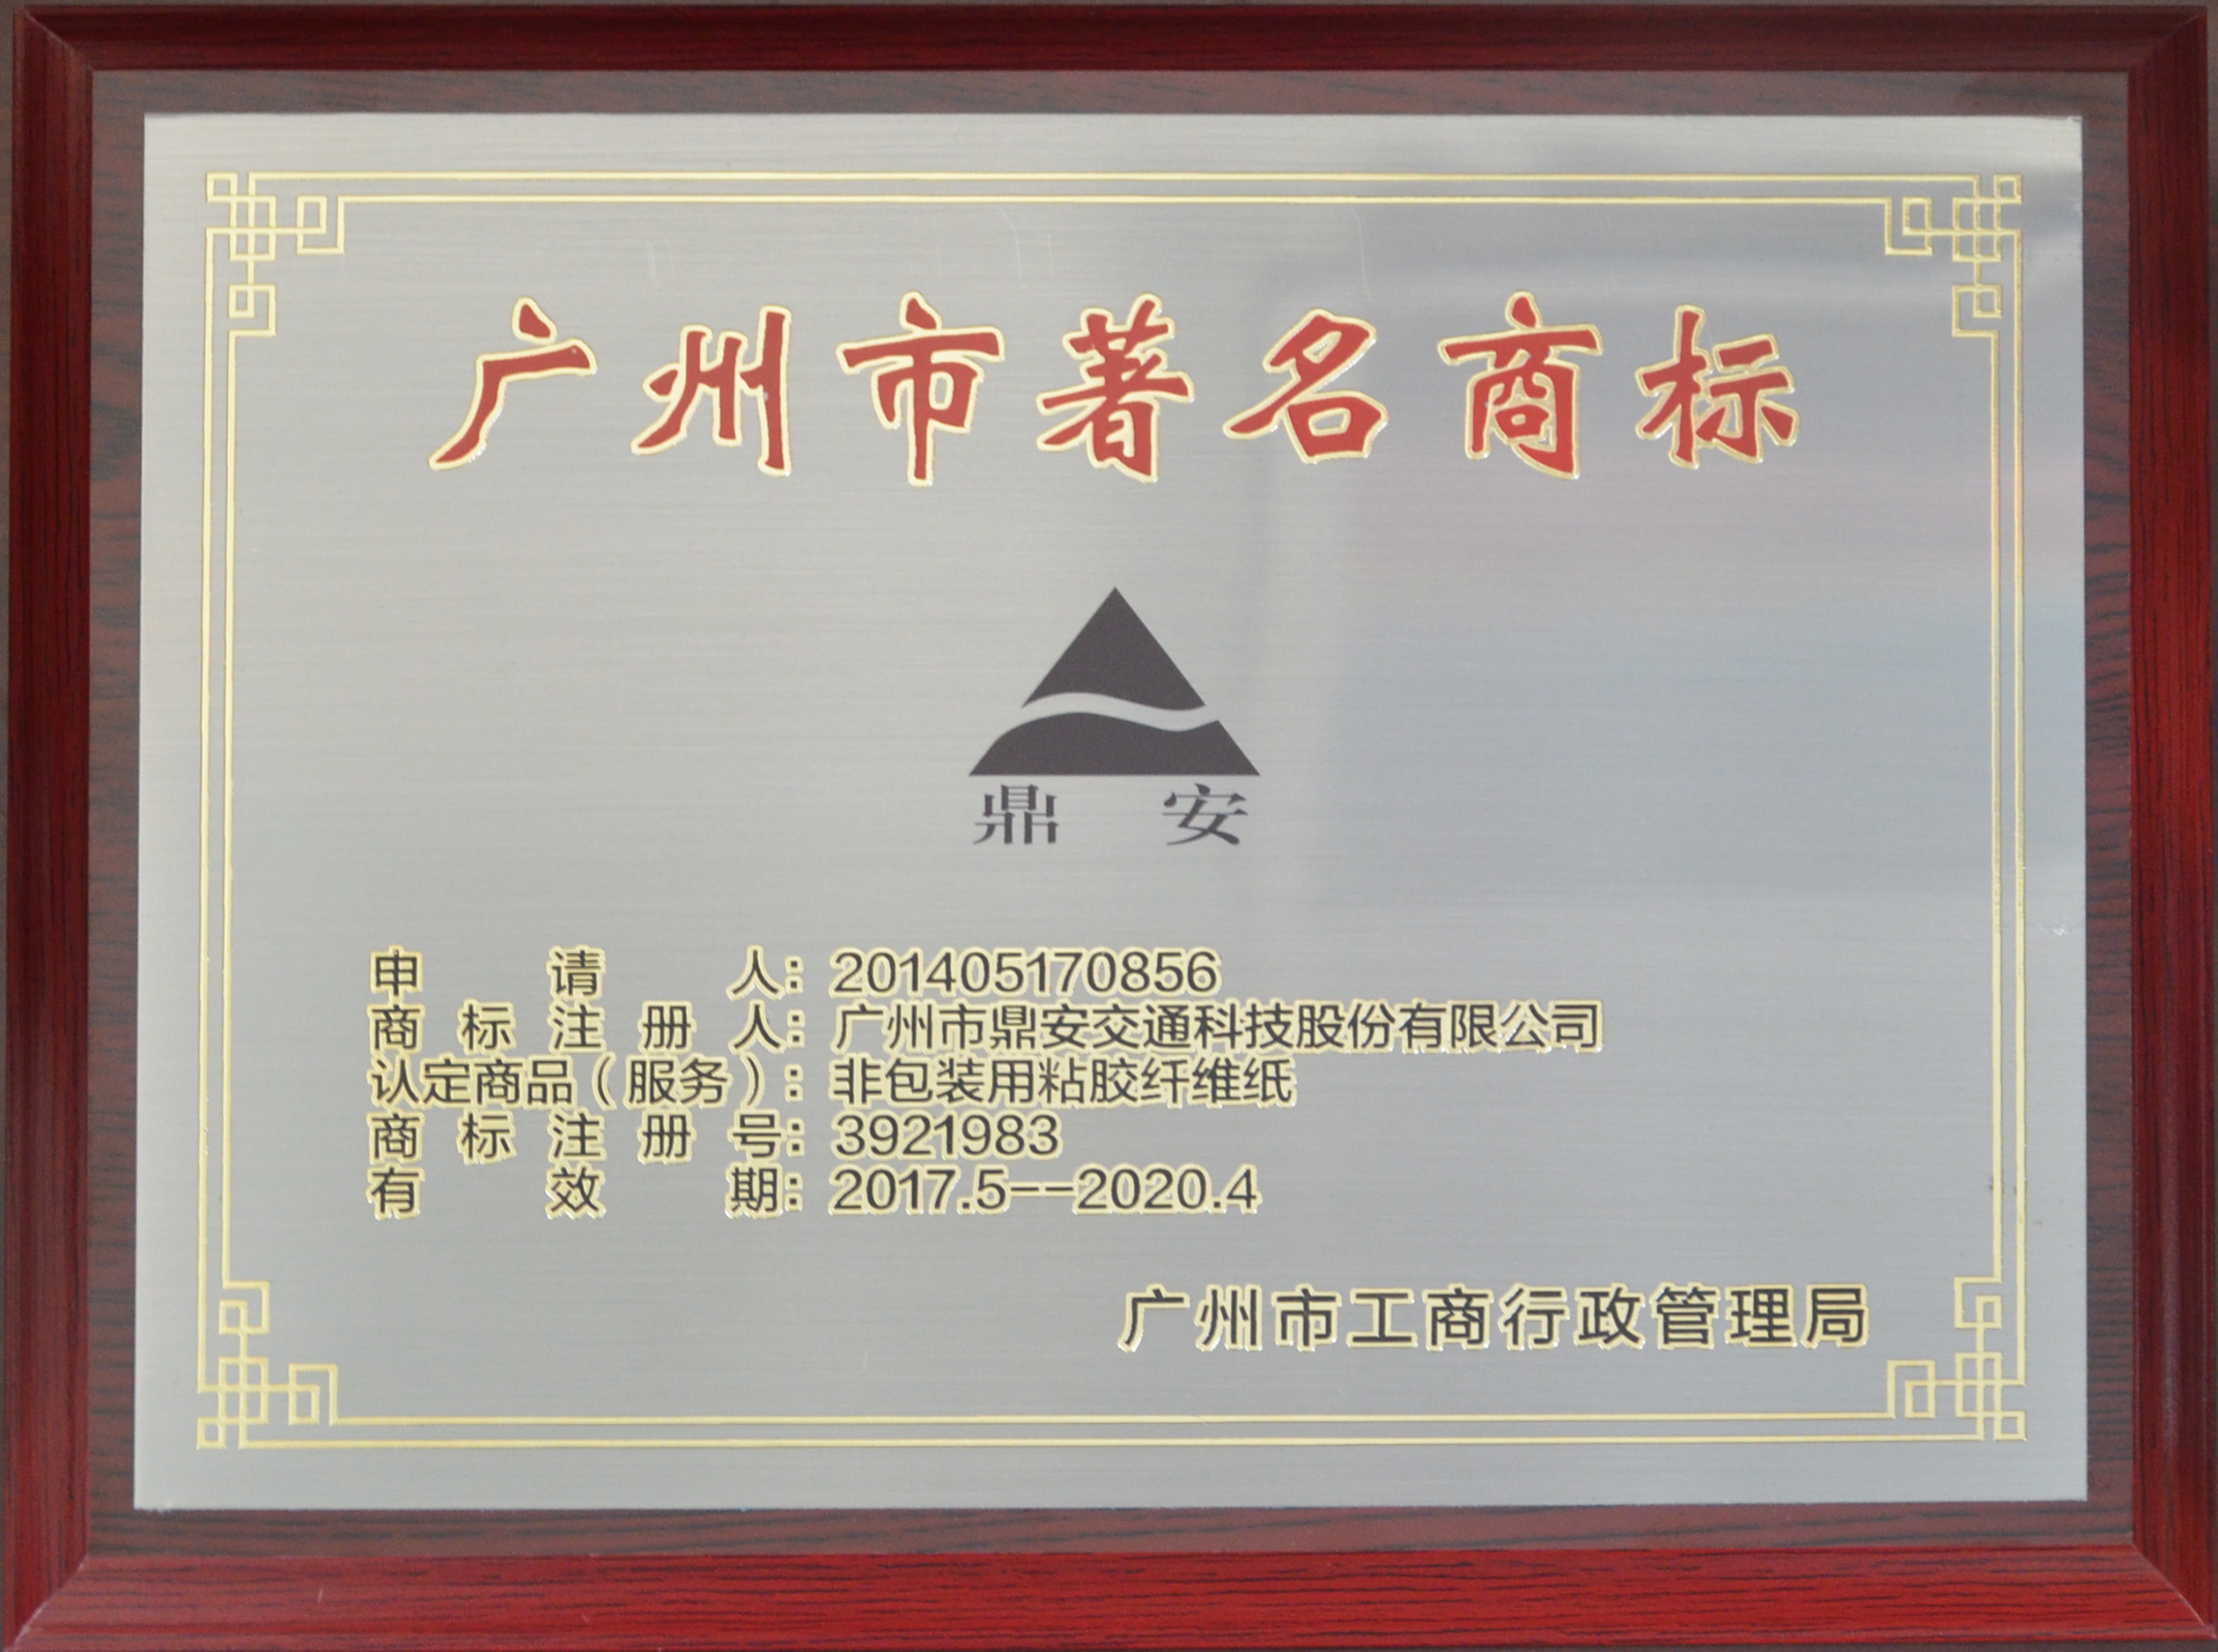 广州市著名商标
鼎 安
申请人：201405170856
商标注册人：广州市鼎安交通科技股份有限公司
认定商品（服务）：非包装用粘胶纤维纸
商标注册号：3921983
有效期：2017.5--2020.4
广州市工商行政管理局